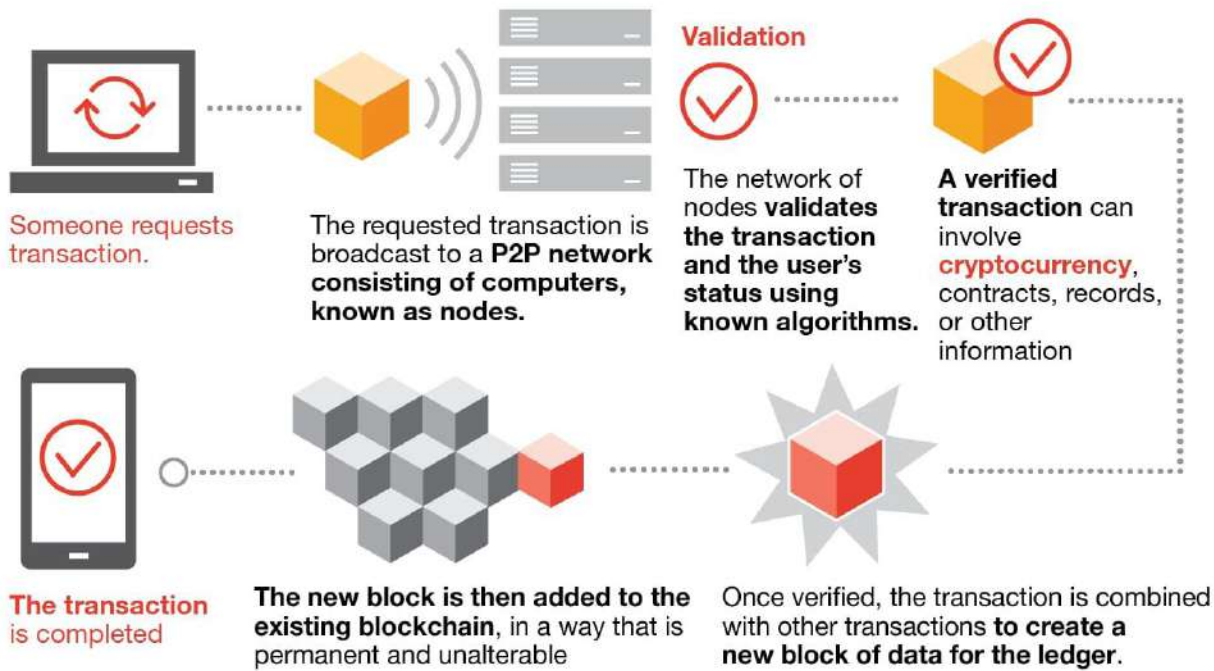 Someone requests
transaction.
The requested transaction is
broadcast to a P2P network
consisting of computers,
known as nodes.
Validation
The network of
nodes validates
the transaction
and the user's
status using
known algorithms.
A verified
transaction can
involve
cryptocurrency,
contracts, records,
or other
information
Once verified, the transaction is combined
with other transactions to create a
new block of data for the ledger.
The new block is then added to the
existing blockchain, in a way that is
permanent and unalterable
The transaction
is completed